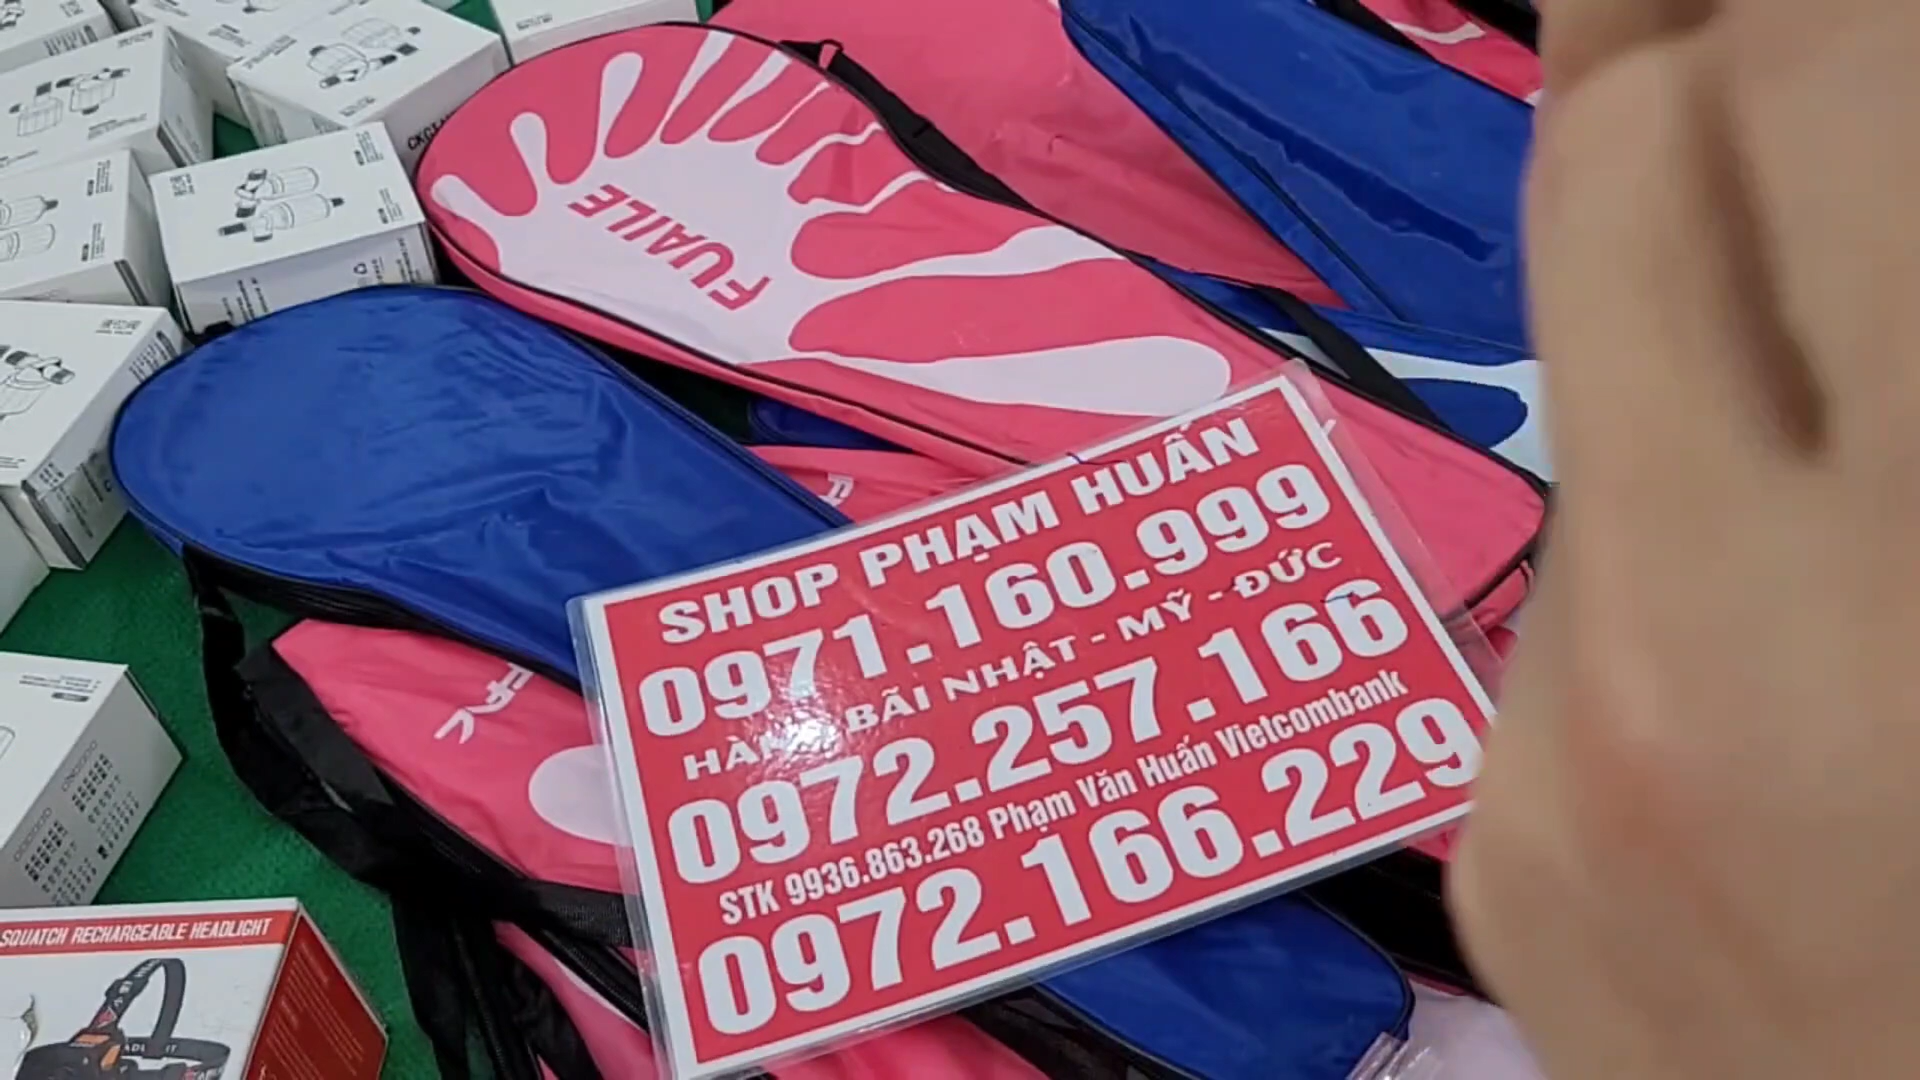 FUAILE
SHOP PHẠM HUẤN
0971.160.999
HÀNG BÃI NHẬT - MỸ - ĐỨC
0972.257.166
STK 9936.863.268 Phạm Văn Huấn Vietcombank
0972.166.229
SQUATCH RECHARGEABLE HEADLIGHT